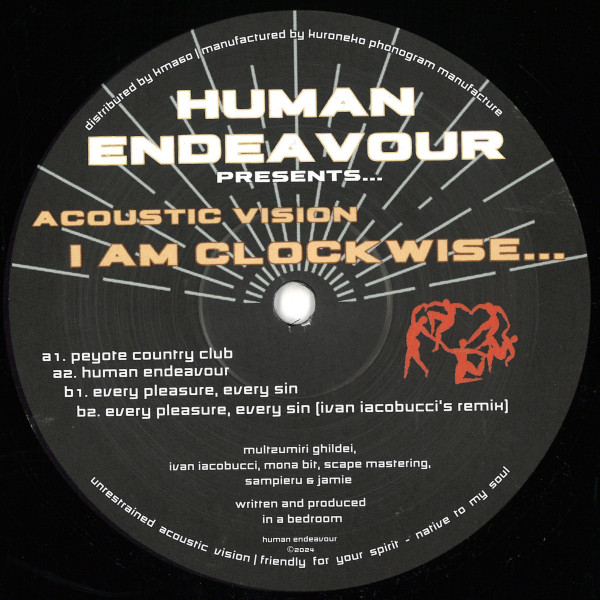 distributed by kma60 | manufactured by kuroneko phonogram manufacture
HUMAN
ENDEAVOUR
PRESENTS...
ACOUSTIC VISION
I AM CLOCKWISE...
a1. peyote country club
a2. human endeavour
b1. every pleasure, every sin
b2. every pleasure, every sin [ivan iacobucci's remix]
multzumiri ghildei,
ivan iacobucci, mona bit, scape mastering,
sampieru & jamie
written and produced
in a bedroom
human endeavour
©2024
unrestrained acoustic vision | friendly for your spirit - native to my soul